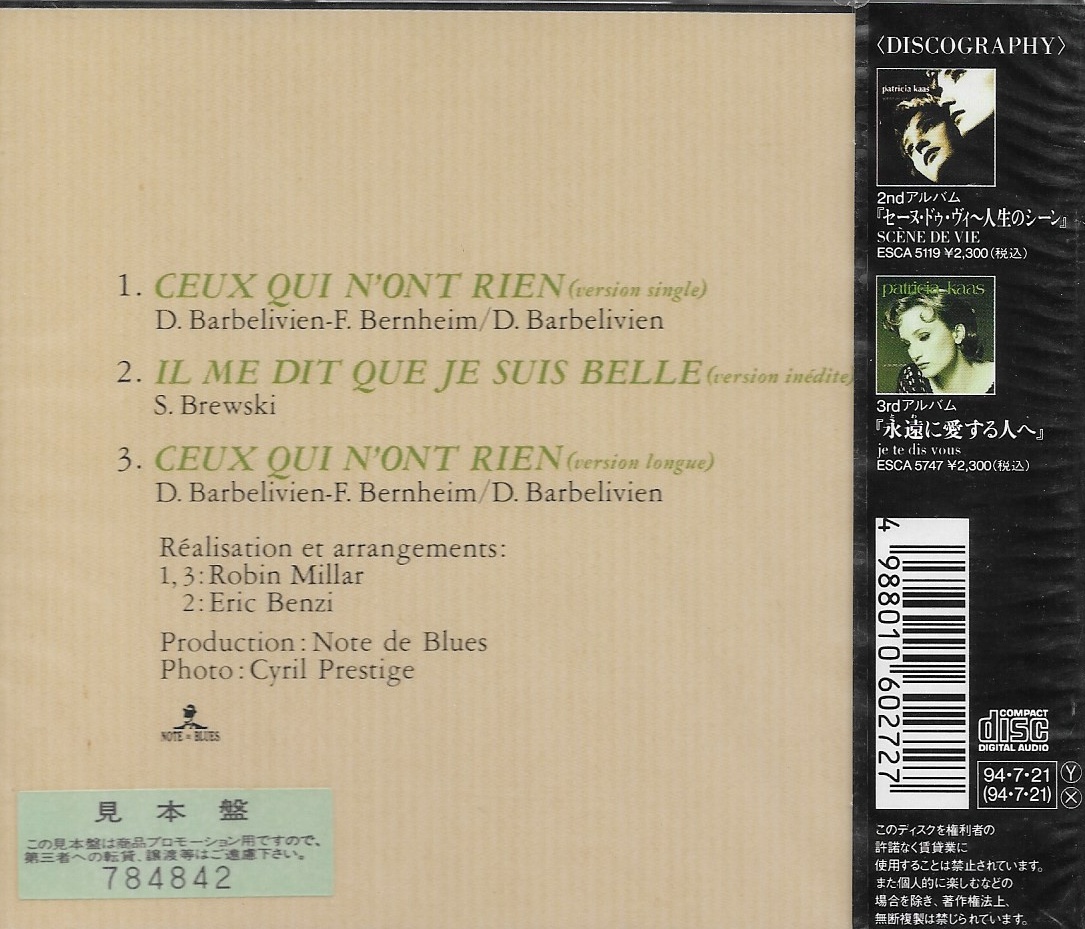 1. CEUX QUI N'ONT RIEN (version single)
D. Barbelivien-F. Bernheim/D. Barbelivien
2. IL ME DIT QUE JE SUIS BELLE (version inédite)
S. Brewski
3. CEUX QUI N'ONT RIEN (version longue)
D. Barbelivien-F. Bernheim/D. Barbelivien
Réalisation et arrangements:
1, 3: Robin Millar
2: Eric Benzi
Production: Note de Blues
Photo: Cyril Prestige
見本盤
この見本盤は商品プロモーション用ですので、
第三者への転貸、譲渡等はご遠慮下さい。
784842
〈DISCOGRAPHY〉
patricia kaas
2ndアルバム
『セーヌ・ドゥ・ヴィ〜人生のシーン』
SCÈNE DE VIE
ESCA 5119 ¥2,300(税込)
patricia kaas
3rdアルバム
『永遠に愛する人へ』
je te dis vous
ESCA 5747 ¥2,300(税込)
4 988010 602727
COMPACT
disc
DIGITAL AUDIO
94・7・21 Y
(94・7・21) X
このディスクを権利者の
許諾なく賃貸業に
使用することは禁止されています。
また個人的に楽しむなどの
場合を除き、著作権法上、
無断複製は禁じられています。